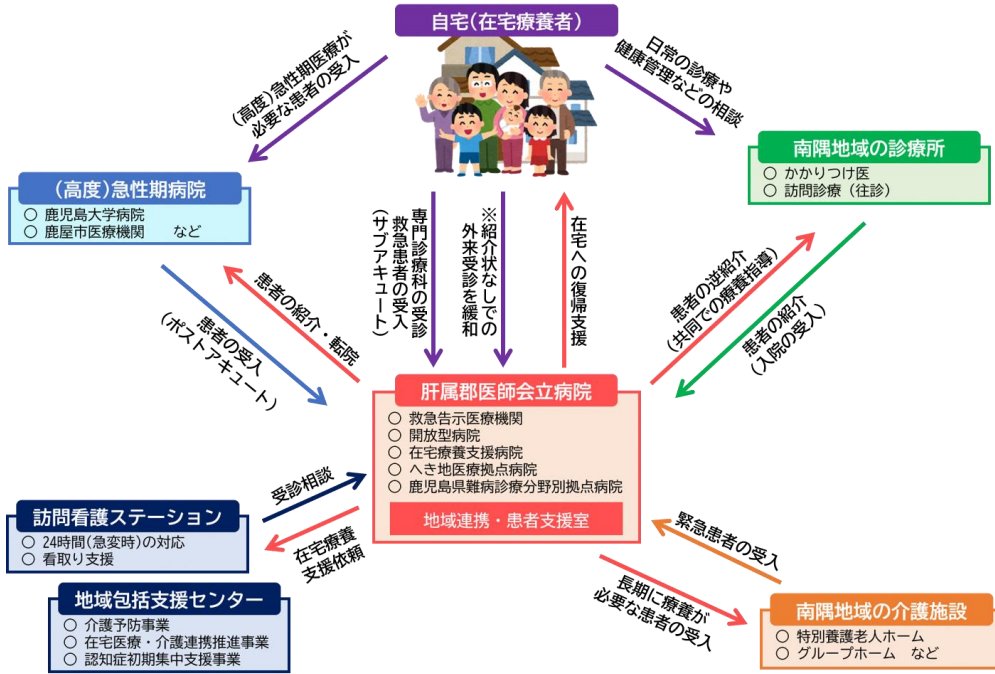 自宅(在宅療養者)
(高度)急性期医療が
必要な患者の受入
日常の診療や
健康管理などの相談
(高度)急性期病院
○ 鹿児島大学病院
○ 鹿屋市医療機関　など
南隅地域の診療所
○ かかりつけ医
○ 訪問診療(往診)
専門診療科の受診
救急患者の受入
(サブアキュート)
※紹介状なしでの
外来受診を緩和
在宅への復帰支援
患者の紹介・転院
患者の受入
(ポストアキュート)
患者の逆紹介
(共同での療養指導)
患者の紹介
(入院の受入)
肝属郡医師会立病院
○ 救急告示医療機関
○ 開放型病院
○ 在宅療養支援病院
○ へき地医療拠点病院
○ 鹿児島県難病診療分野別拠点病院
地域連携・患者支援室
受診相談
在宅療養
支援依頼
訪問看護ステーション
○ 24時間(急変時)の対応
○ 看取り支援
地域包括支援センター
○ 介護予防事業
○ 在宅医療・介護連携推進事業
○ 認知症初期集中支援事業
緊急患者の受入
長期に療養が
必要な患者の受入
南隅地域の介護施設
○ 特別養護老人ホーム
○ グループホーム　など